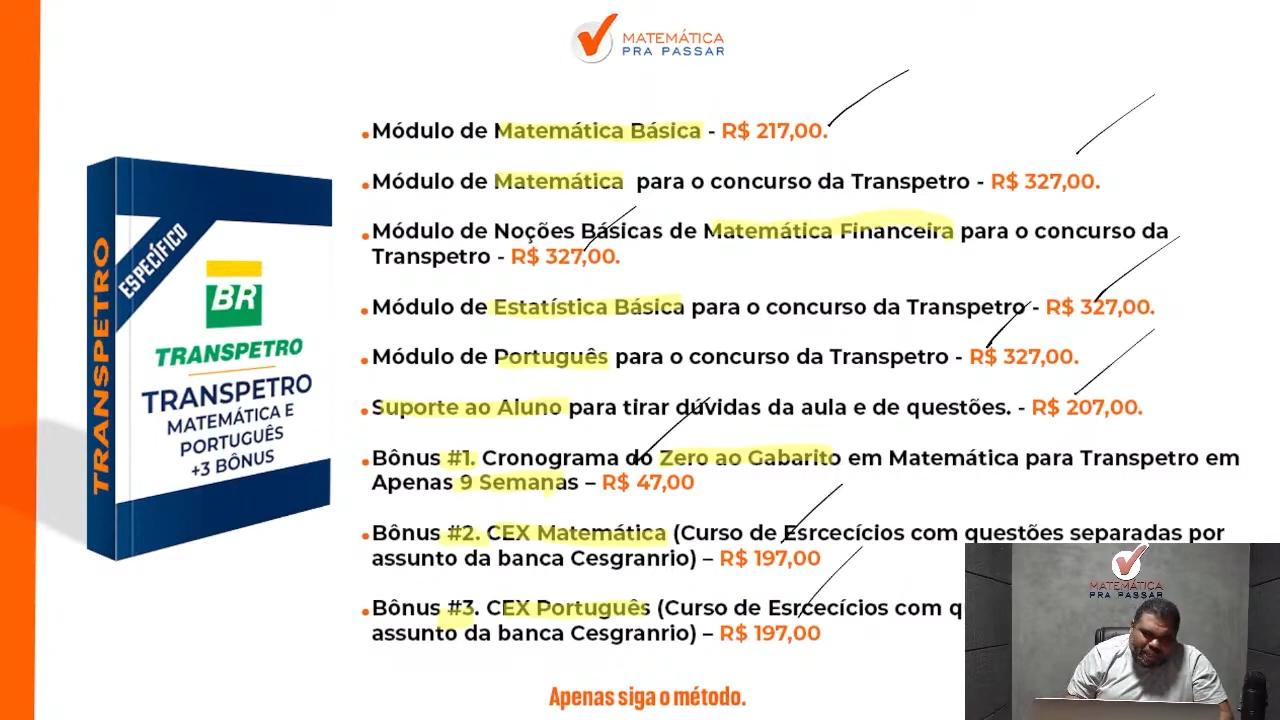 MATEMÁTICA
PRA PASSAR
•Módulo de Matemática Básica - R$ 217,00.
•Módulo de Matemática para o concurso da Transpetro - R$ 327,00.
•Módulo de Noções Básicas de Matemática Financeira para o concurso da
Transpetro - R$ 327,00.
•Módulo de Estatística Básica para o concurso da Transpetro - R$ 327,00.
•Módulo de Português para o concurso da Transpetro - R$ 327,00.
•Suporte ao Aluno para tirar dúvidas da aula e de questões. - R$ 207,00.
•Bônus #1. Cronograma do Zero ao Gabarito em Matemática para Transpetro em
Apenas 9 Semanas – R$ 47,00
•Bônus #2. CEX Matemática (Curso de Esrcecícios com questões separadas por
assunto da banca Cesgranrio) – R$ 197,00
•Bônus #3. CEX Português (Curso de Esrcecícios com q
assunto da banca Cesgranrio) – R$ 197,00
Apenas siga o método.
TRANSPETRO
ESPECÍFICO
BR
TRANSPETRO
TRANSPETRO
MATEMÁTICA E
PORTUGUÊS
+3 BÔNUS
MATEMÁTICA
PRA PASSAR